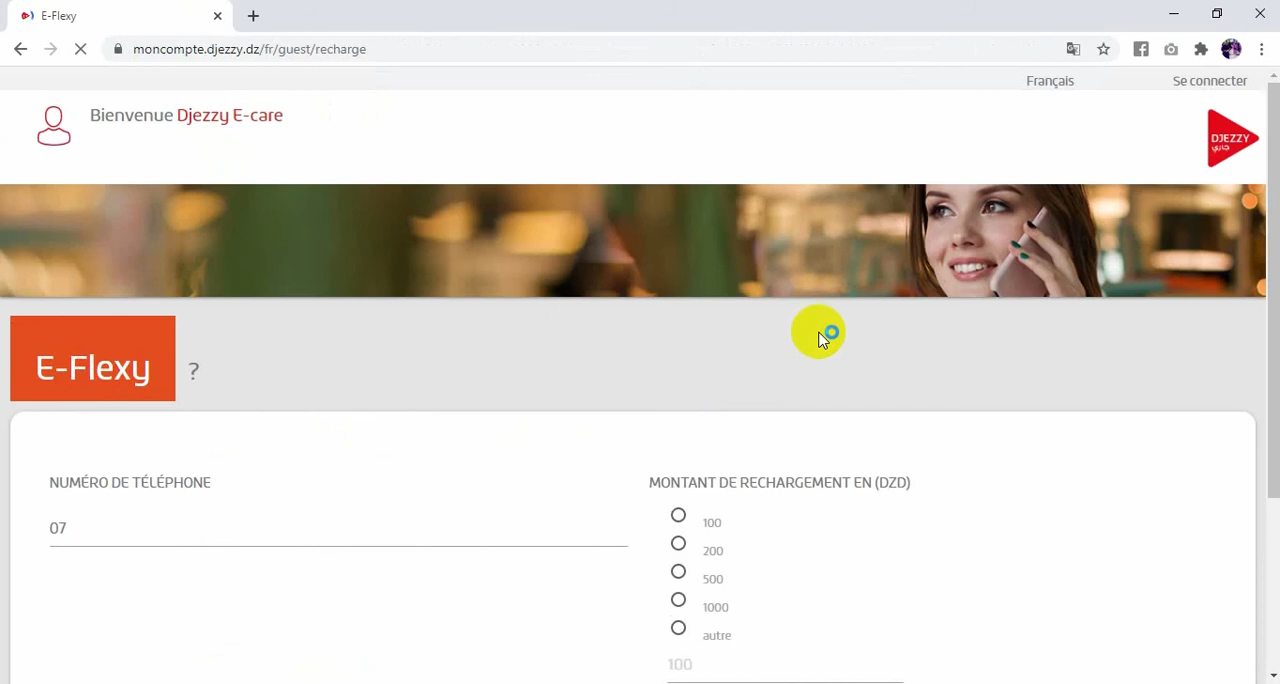 E-Flexy
moncompte.djezzy.dz/fr/guest/recharge
Français
Se connecter
Bienvenue Djezzy E-care
DJEZZY
جازي
E-Flexy ?
NUMÉRO DE TÉLÉPHONE
07
MONTANT DE RECHARGEMENT EN (DZD)
100
200
500
1000
autre
100